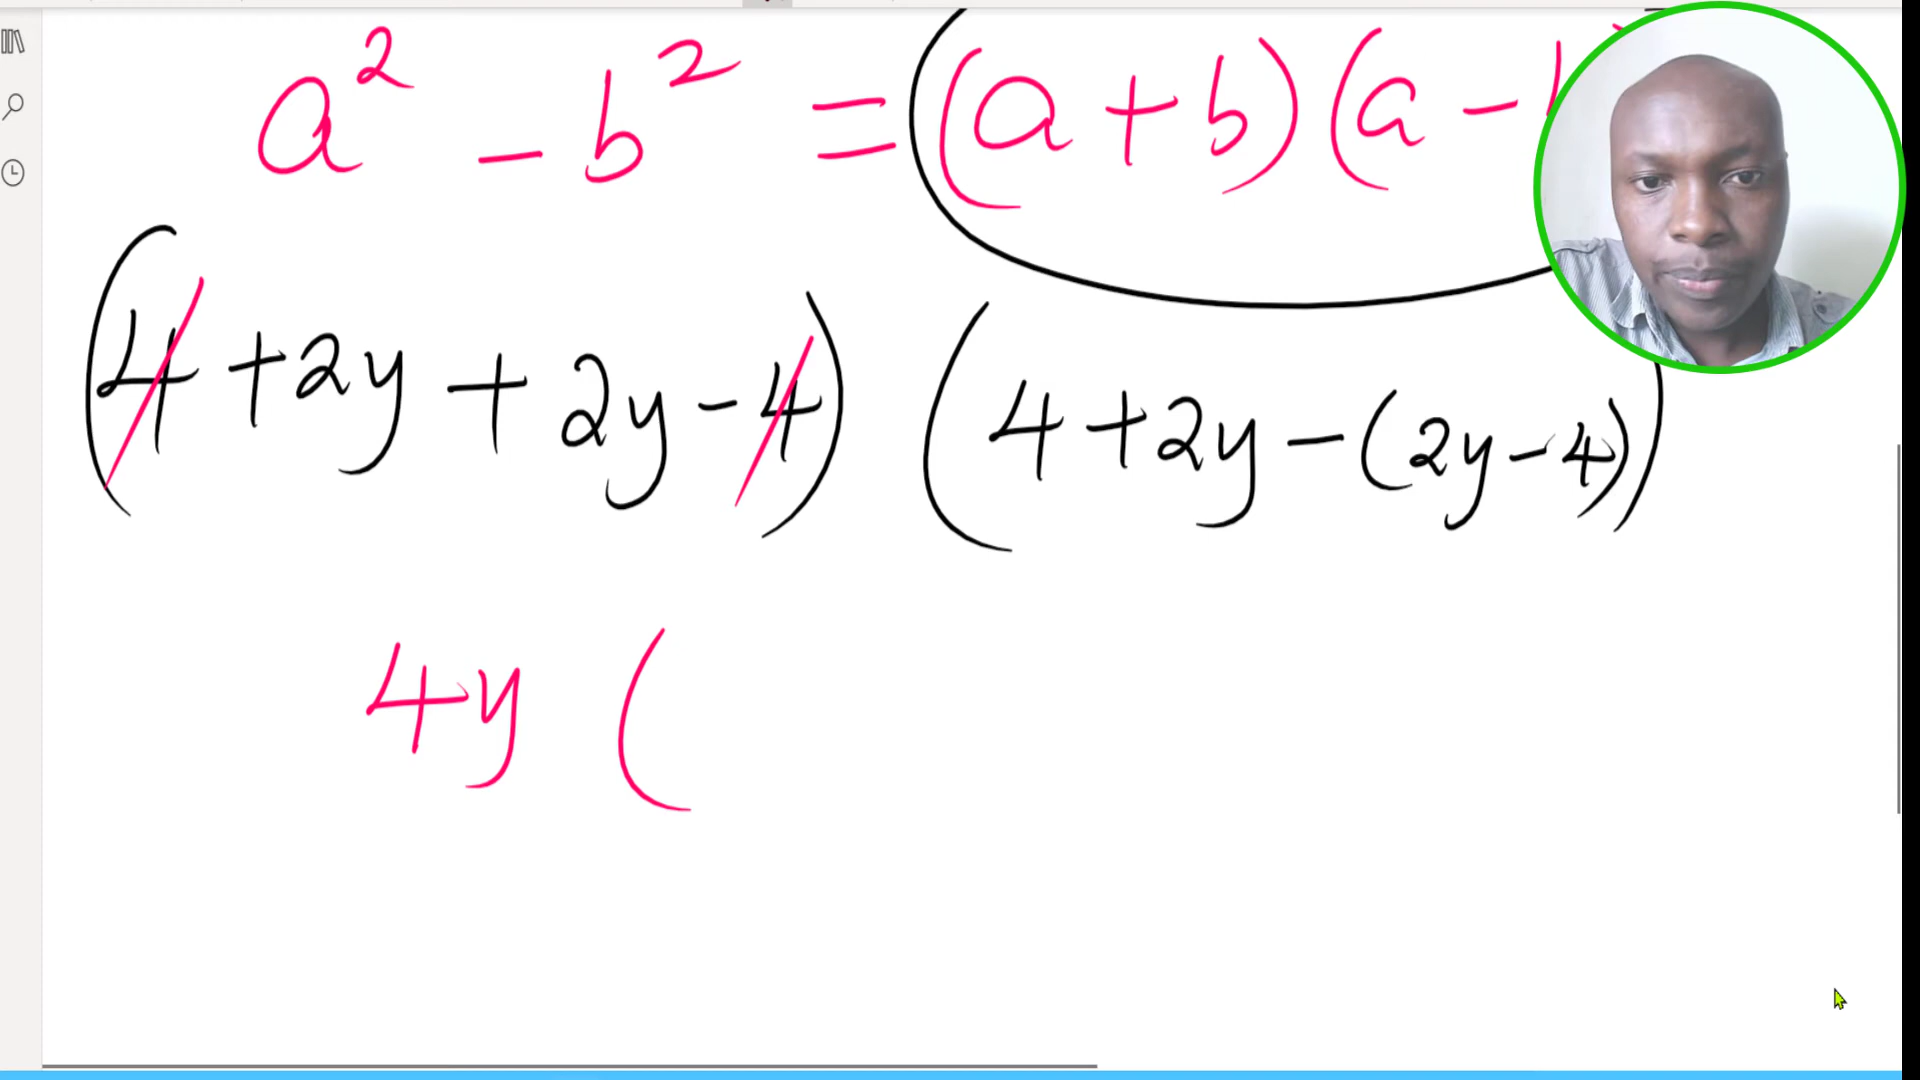 a² - b² = (a + b)(a -
(4 + 2y + 2y - 4) (4 + 2y - (2y - 4))
4y (